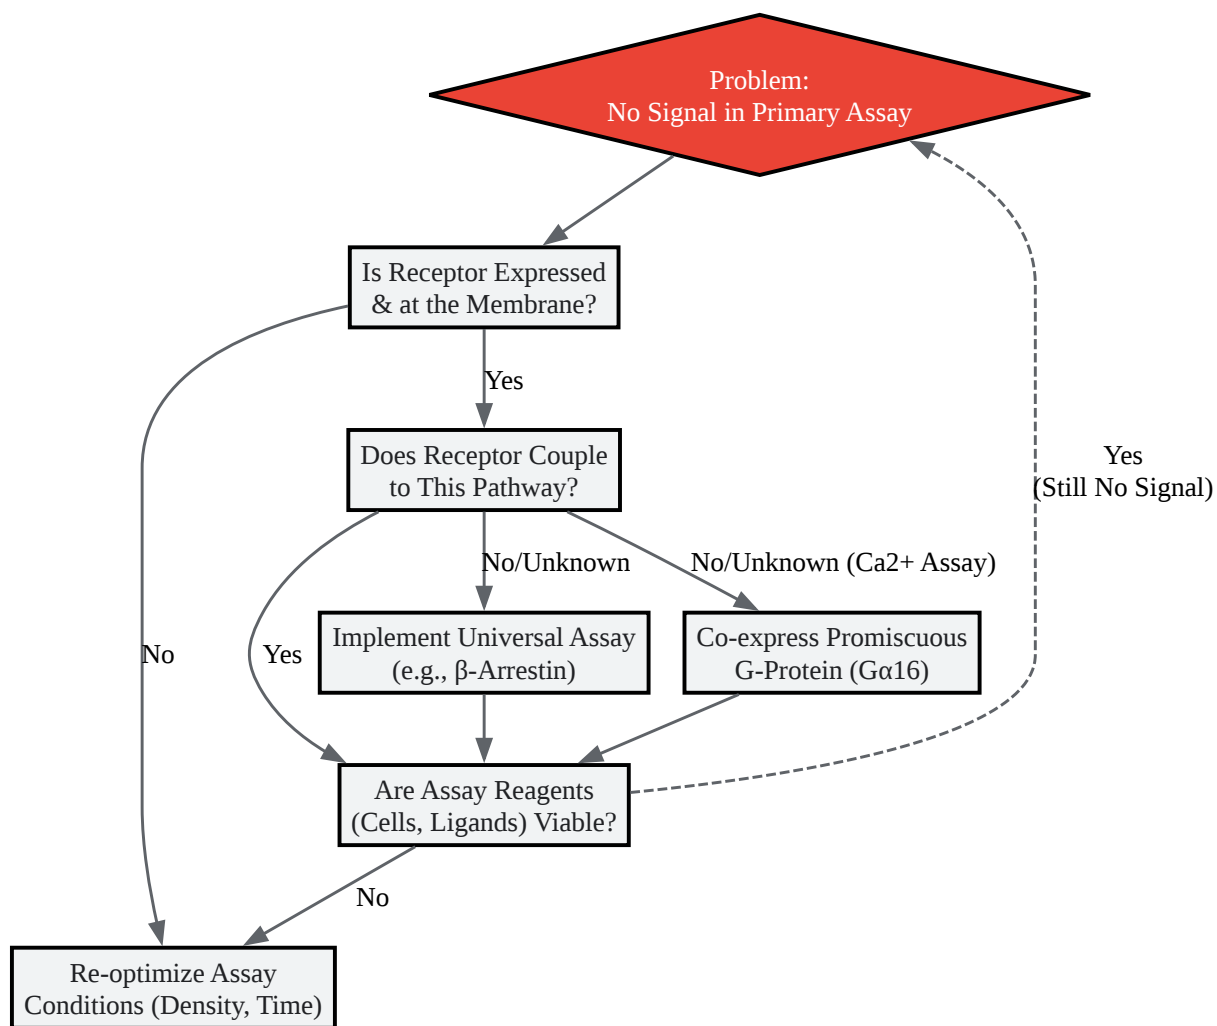 Problem:
No Signal in Primary Assay
Is Receptor Expressed
& at the Membrane?
Yes
Does Receptor Couple
to This Pathway?
Yes
(Still No Signal)
No/Unknown
No/Unknown (Ca2+ Assay)
No
Yes
Implement Universal Assay
(e.g., β-Arrestin)
Co-express Promiscuous
G-Protein (Gα16)
Are Assay Reagents
(Cells, Ligands) Viable?
No
Re-optimize Assay
Conditions (Density, Time)